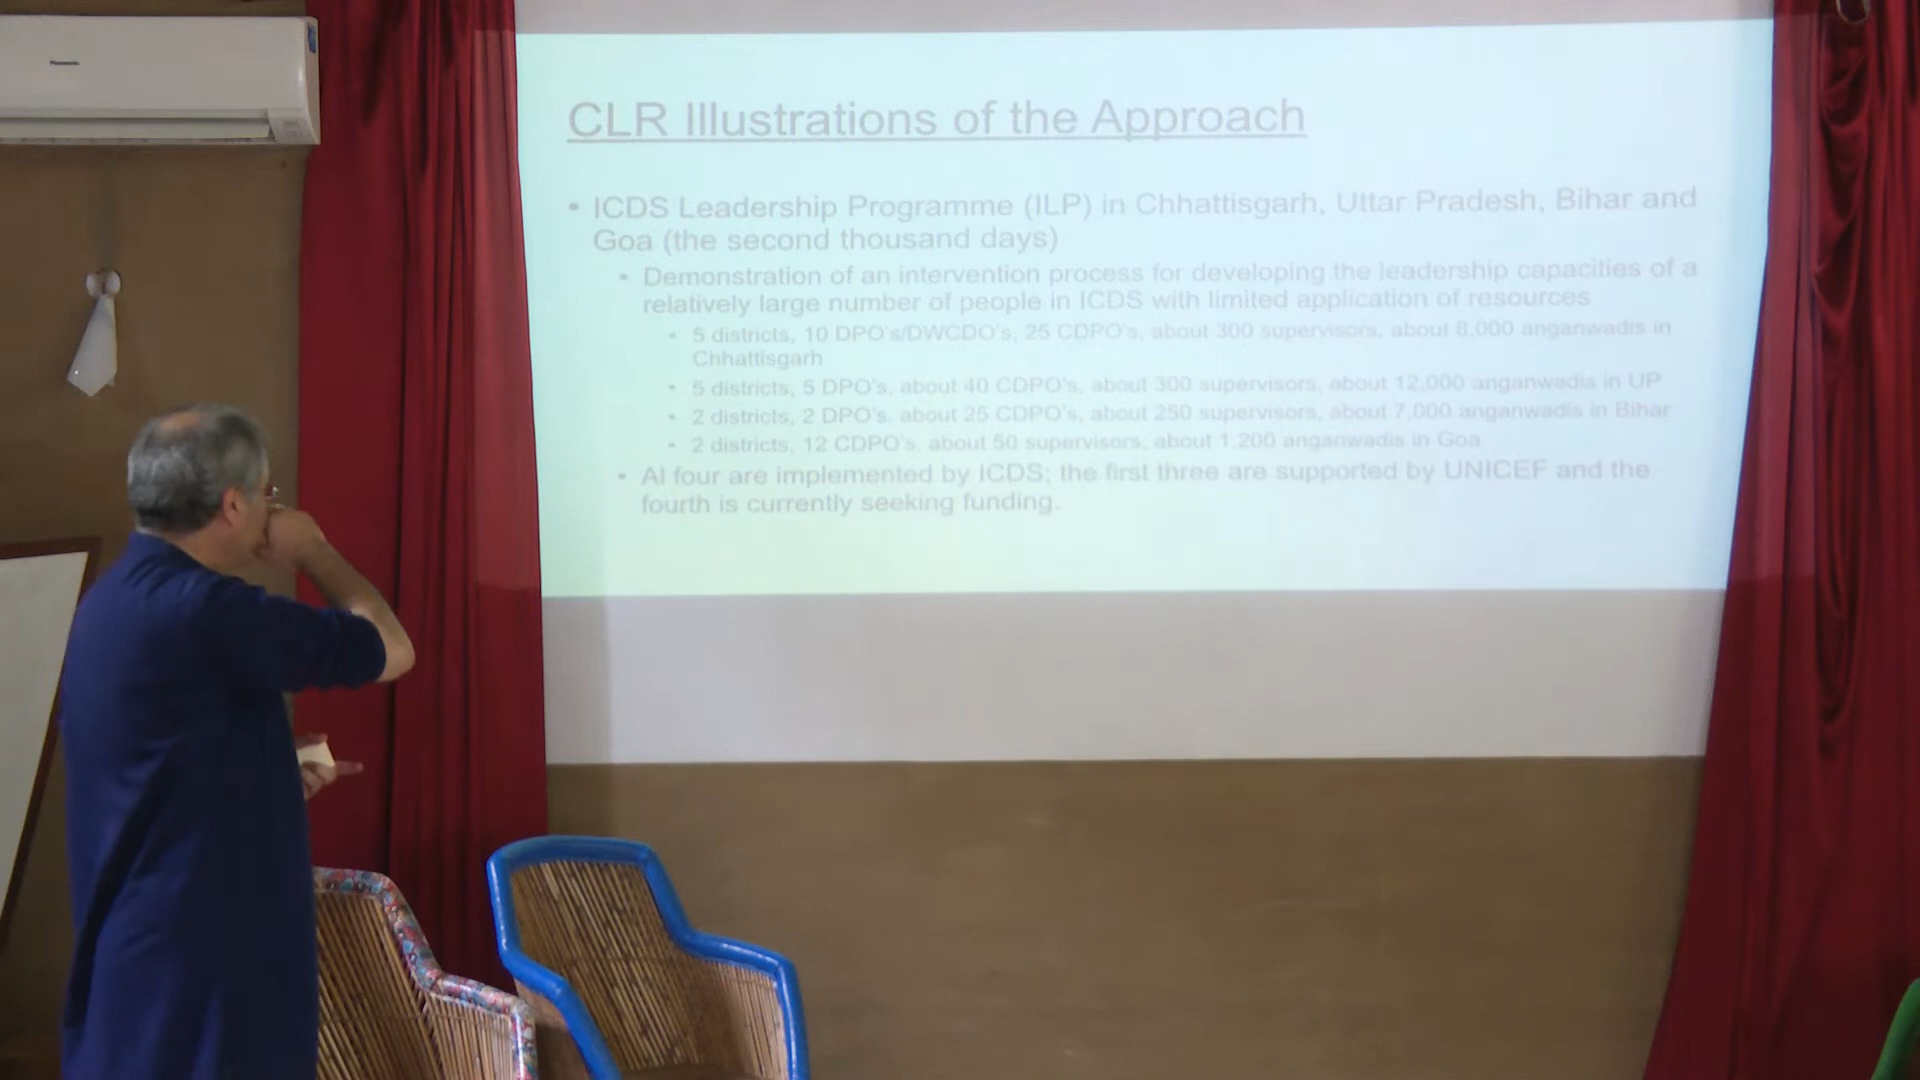 Panasonic
CLR Illustrations of the Approach
• ICDS Leadership Programme (ILP) in Chhattisgarh, Uttar Pradesh, Bihar and
Goa (the second thousand days)
• Demonstration of an intervention process for developing the leadership capacities of a
relatively large number of people in ICDS with limited application of resources
• 5 districts, 10 DPO's/DWCDO's, 25 CDPO's, about 300 supervisors, about 8,000 anganwadis in
Chhattisgarh
• 5 districts, 5 DPO's, about 40 CDPO's, about 300 supervisors, about 12,000 anganwadis in UP
• 2 districts, 2 DPO's, about 25 CDPO's, about 250 supervisors, about 7,000 anganwadis in Bihar
• 2 districts, 12 CDPO's, about 50 supervisors, about 1,200 anganwadis in Goa
• Al four are implemented by ICDS; the first three are supported by UNICEF and the
fourth is currently seeking funding.